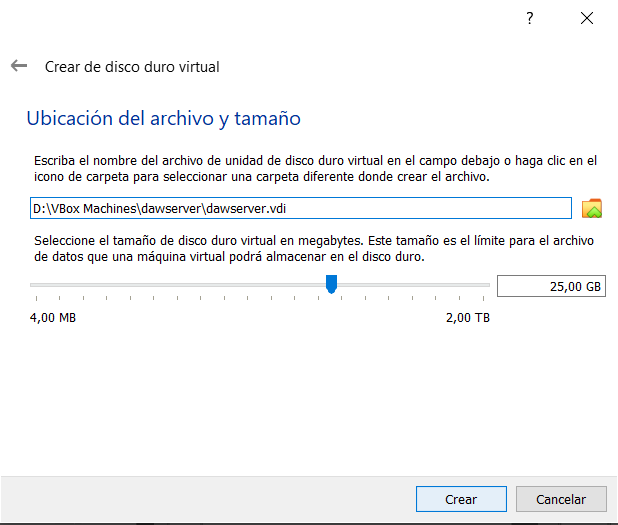 ?
Crear de disco duro virtual
Ubicación del archivo y tamaño
Escriba el nombre del archivo de unidad de disco duro virtual en el campo debajo o haga clic en el
icono de carpeta para seleccionar una carpeta diferente donde crear el archivo.
D:\VBox Machines\dawserver\dawserver.vdi
Seleccione el tamaño de disco duro virtual en megabytes. Este tamaño es el límite para el archivo
de datos que una máquina virtual podrá almacenar en el disco duro.
25,00 GB
4,00 MB 2,00 TB
Crear Cancelar